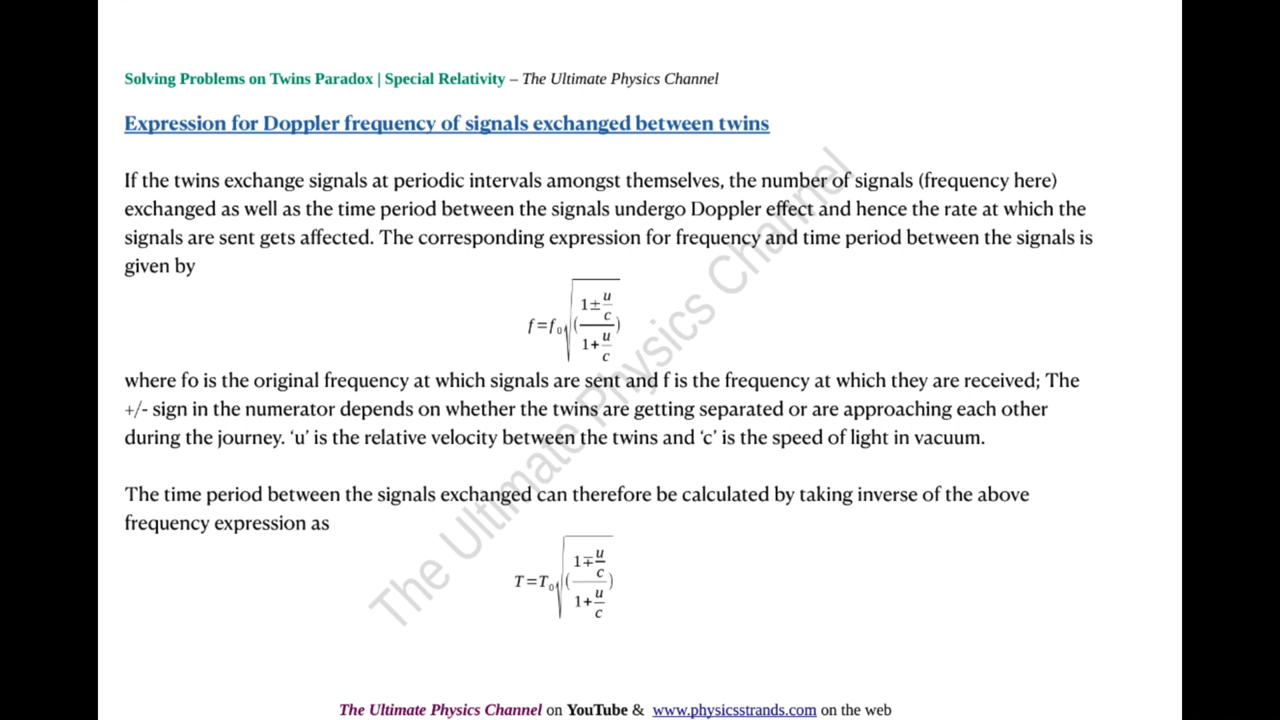 Solving Problems on Twins Paradox | Special Relativity – The Ultimate Physics Channel
Expression for Doppler frequency of signals exchanged between twins
If the twins exchange signals at periodic intervals amongst themselves, the number of signals (frequency here)
exchanged as well as the time period between the signals undergo Doppler effect and hence the rate at which the
signals are sent gets affected. The corresponding expression for frequency and time period between the signals is
given by
f=f₀√((1±u/c)/(1+u/c))
where fo is the original frequency at which signals are sent and f is the frequency at which they are received; The
+/- sign in the numerator depends on whether the twins are getting separated or are approaching each other
during the journey. ‘u’ is the relative velocity between the twins and ‘c’ is the speed of light in vacuum.
The time period between the signals exchanged can therefore be calculated by taking inverse of the above
frequency expression as
T=T₀√((1∓u/c)/(1+u/c))
The Ultimate Physics Channel
The Ultimate Physics Channel on YouTube & www.physicsstrands.com on the web